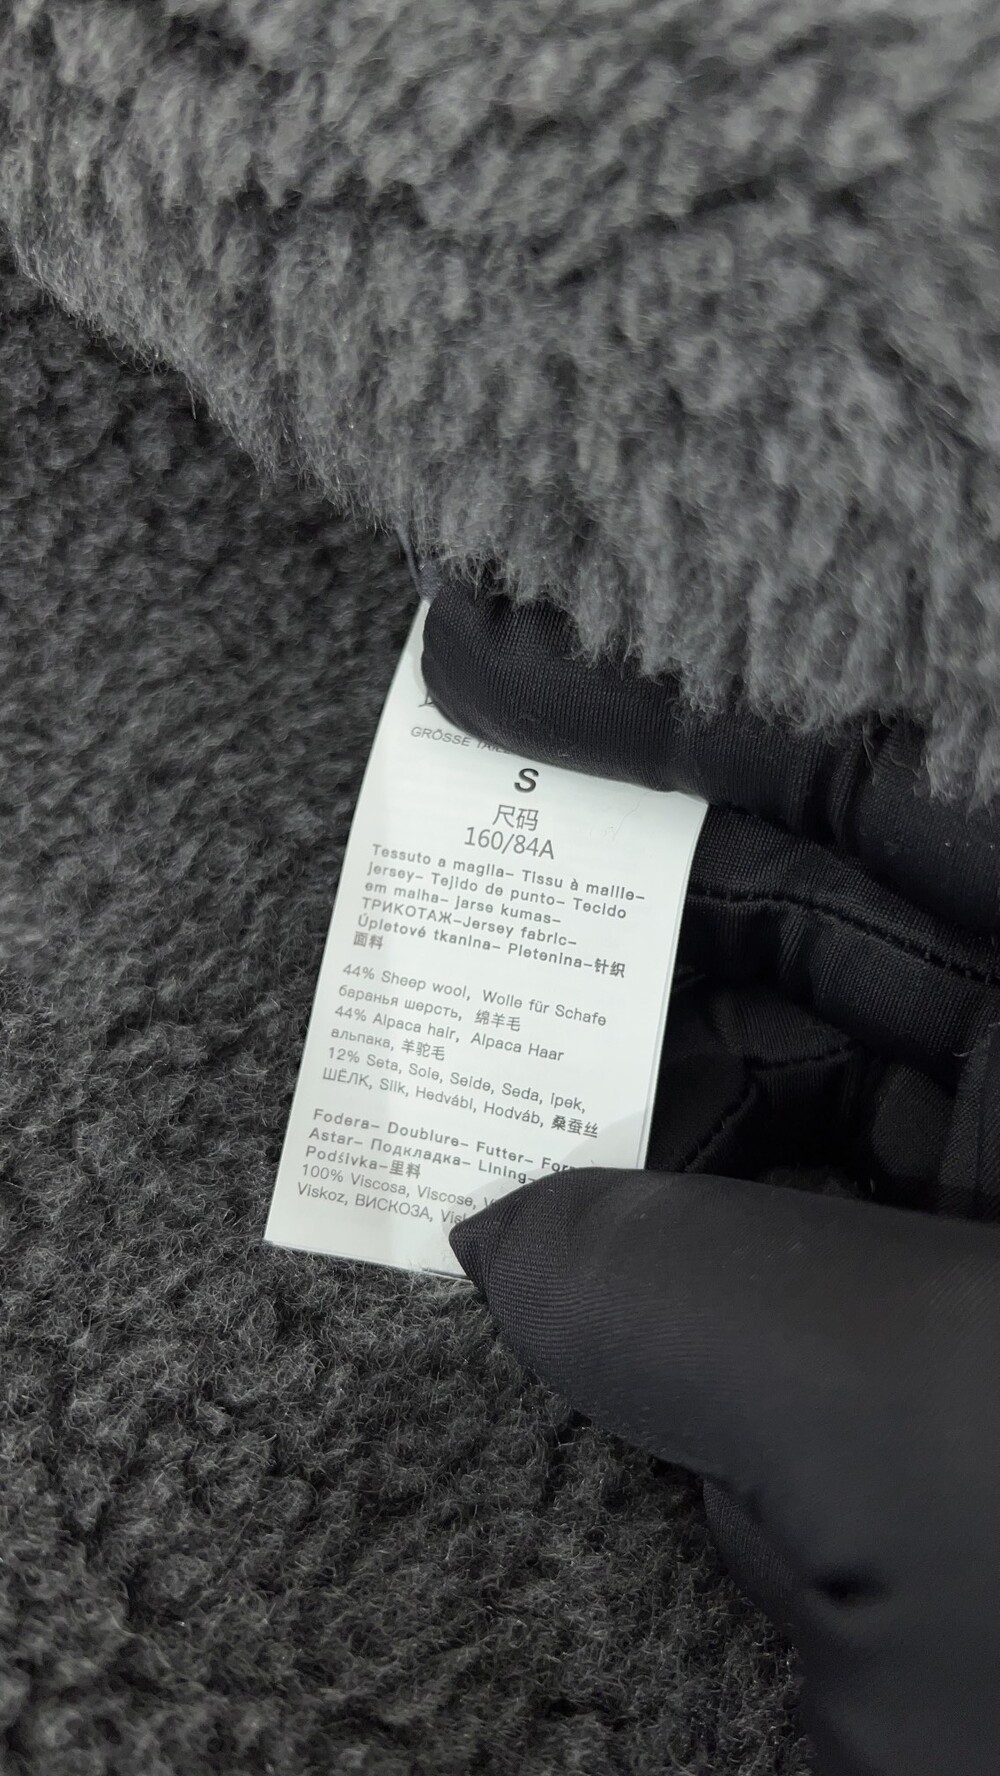 GRÖSSE
S
尺码
160/84A
Tessuto a maglia– Tissu à maille–
jersey– Tejido de punto– Tecido
em malha– jarse kumas–
ТРИКОТАЖ–Jersey fabric–
Úpletové tkanina– Pletenina–针织
面料
44% Sheep wool, Wolle für Schafe
баранья шерсть, 绵羊毛
44% Alpaca hair, Alpaca Haar
альпака, 羊驼毛
12% Seta, Soie, Seide, Seda, ipek,
ШЁЛК, Silk, Hedvábí, Hodváb, 桑蚕丝
Fodera– Doublure– Futter–
Astar– Подкладка– Lining–
Podśívka–里料
100% Viscosa, Viscose,
Viskoz, ВИСКОЗА,